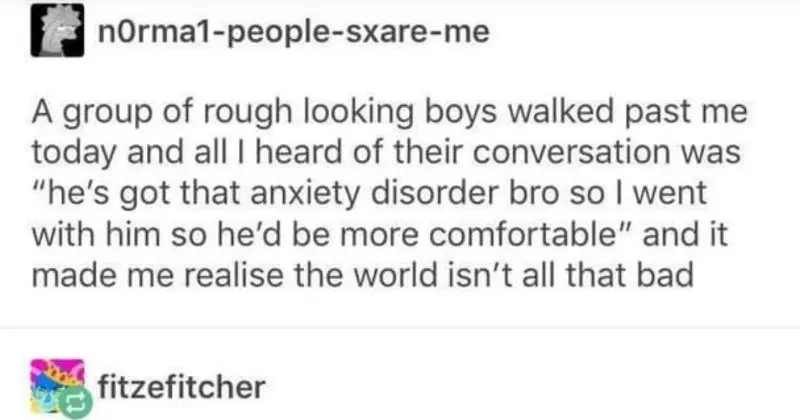 n0rma1-people-sxare-me
A group of rough looking boys walked past me
today and all I heard of their conversation was
“he’s got that anxiety disorder bro so I went
with him so he’d be more comfortable” and it
made me realise the world isn’t all that bad
fitzefitcher